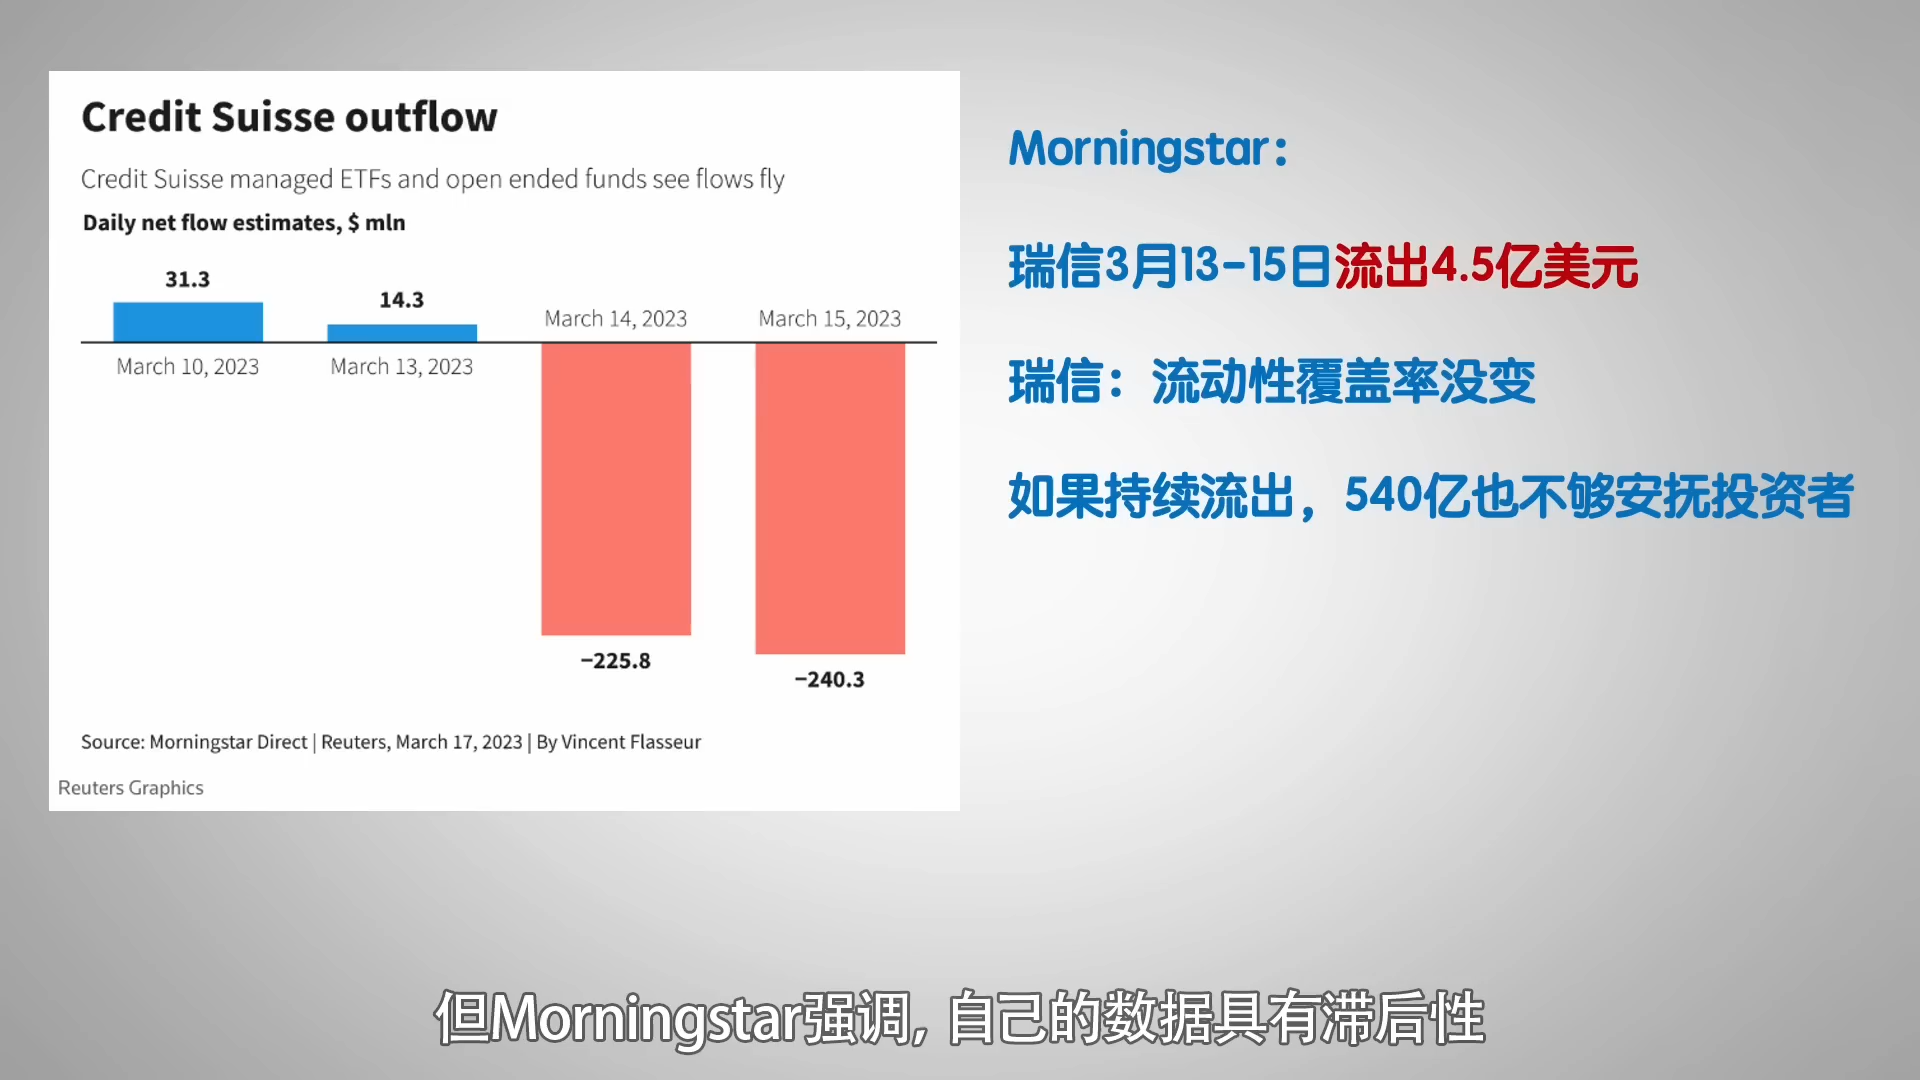 Credit Suisse outflow
Credit Suisse managed ETFs and open ended funds see flows fly
Daily net flow estimates, $ mln
31.3
14.3
March 14, 2023
March 15, 2023
March 10, 2023
March 13, 2023
−225.8
−240.3
Source: Morningstar Direct | Reuters, March 17, 2023 | By Vincent Flasseur
Reuters Graphics
Morningstar：
瑞信3月13-15日流出4.5亿美元
瑞信：流动性覆盖率没变
如果持续流出，540亿也不够安抚投资者
但Morningstar强调, 自己的数据具有滞后性